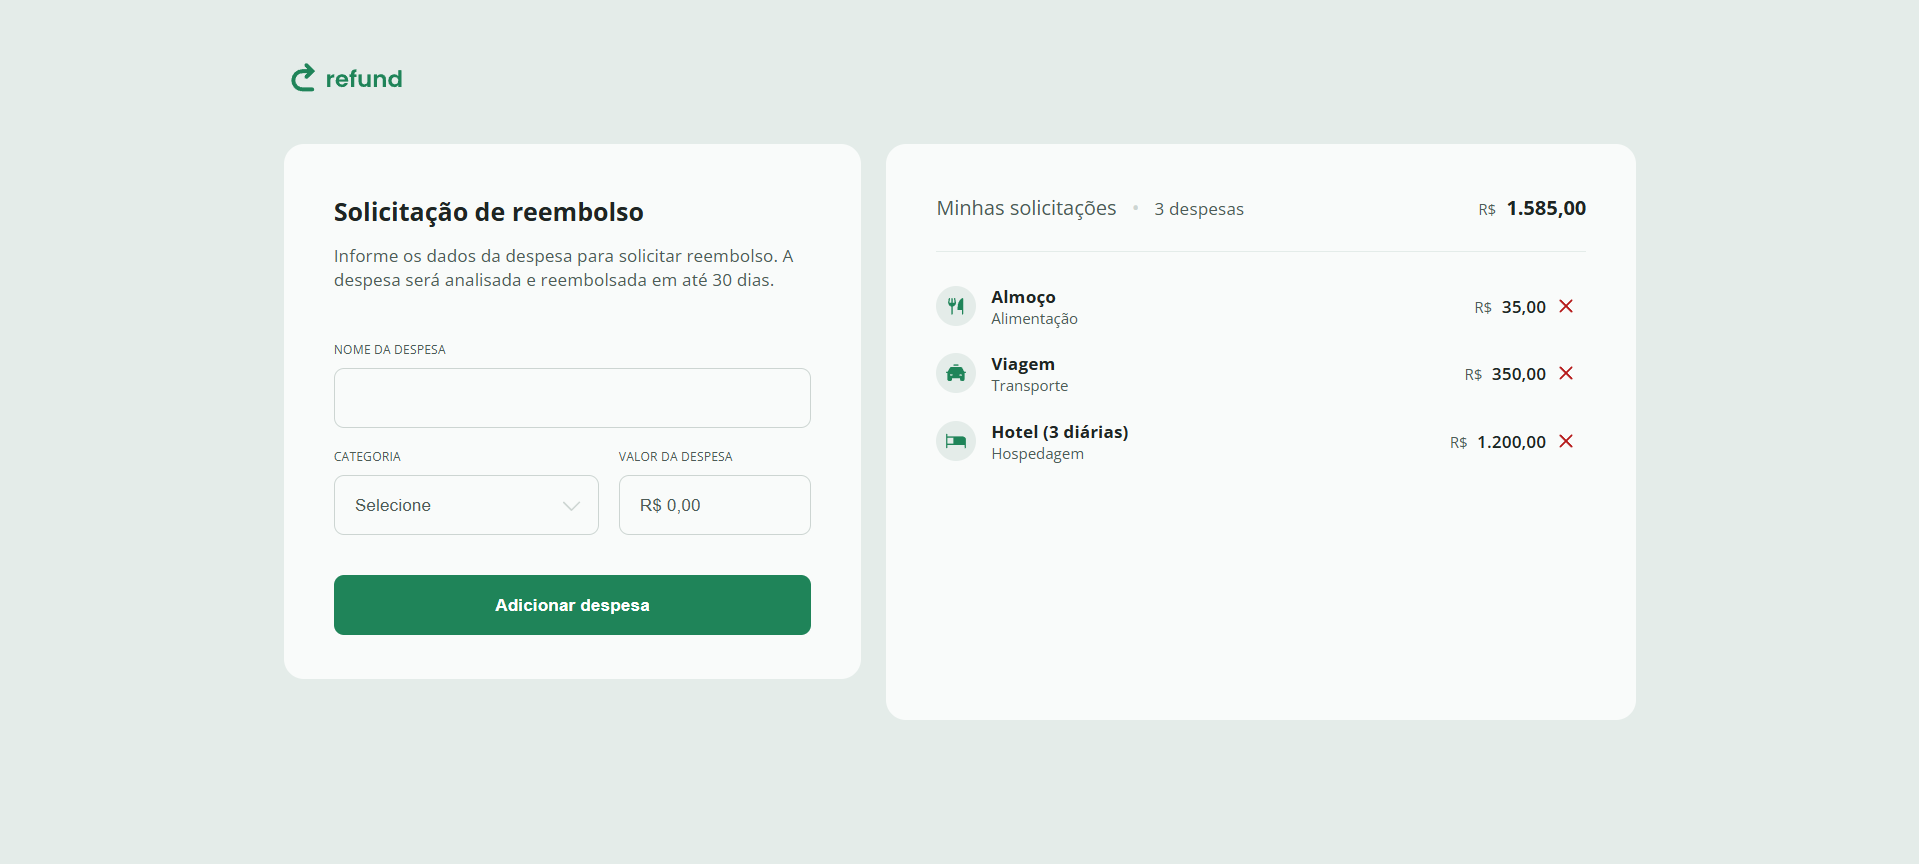 refund
Solicitação de reembolso
Informe os dados da despesa para solicitar reembolso. A
despesa será analisada e reembolsada em até 30 dias.
NOME DA DESPESA
CATEGORIA
VALOR DA DESPESA
Selecione
R$ 0,00
Adicionar despesa
Minhas solicitações • 3 despesas
R$ 1.585,00
Almoço
Alimentação
R$ 35,00
Viagem
Transporte
R$ 350,00
Hotel (3 diárias)
Hospedagem
R$ 1.200,00